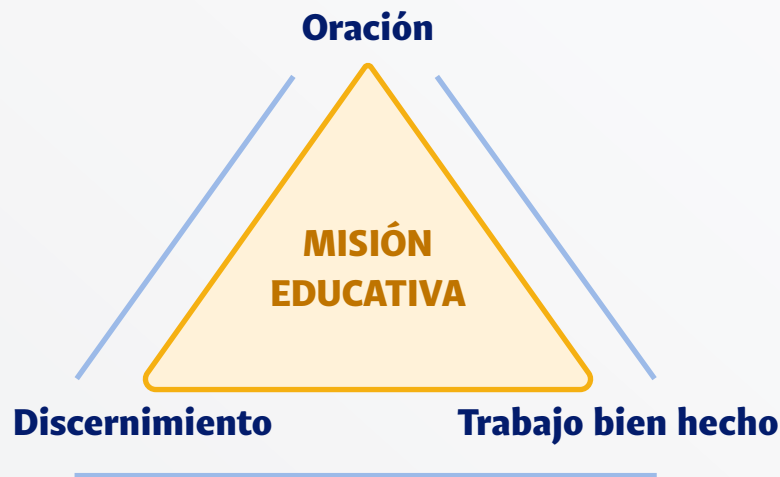 Oración
MISIÓN
EDUCATIVA
Discernimiento
Trabajo bien hecho